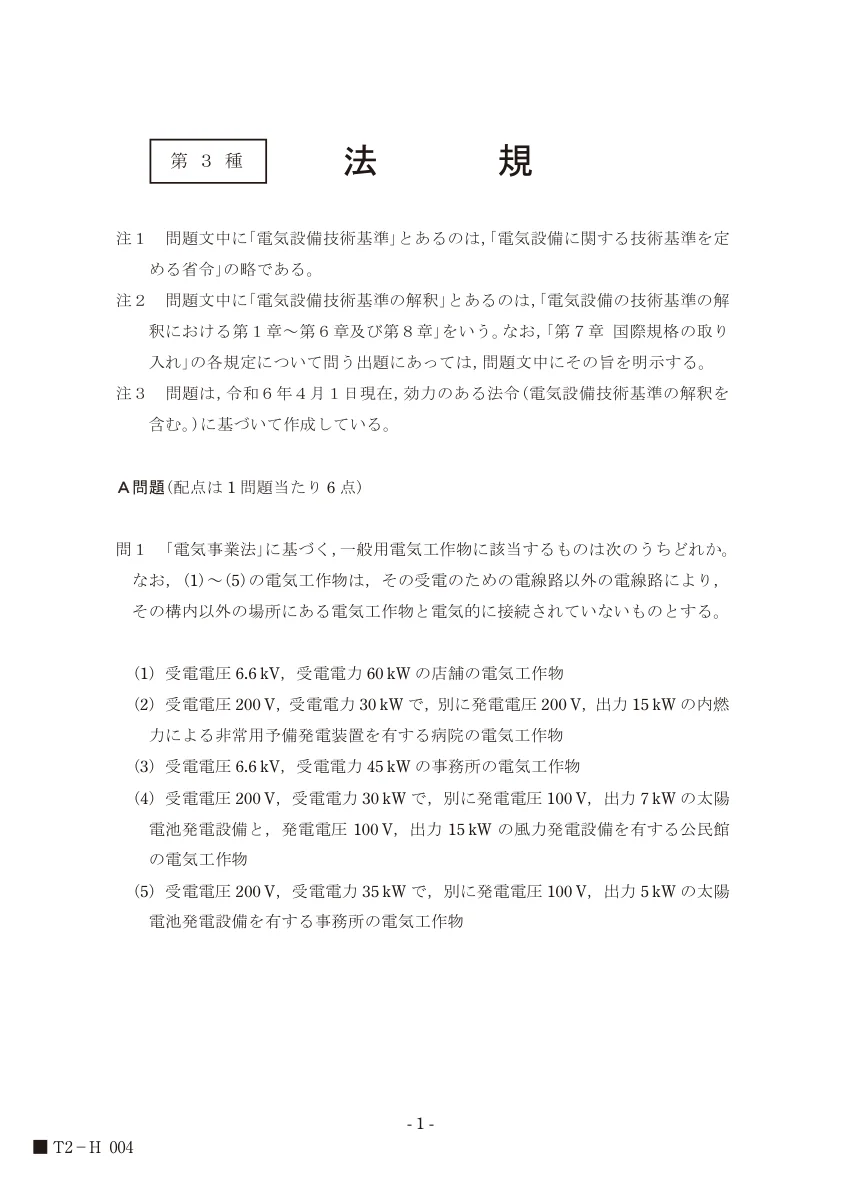 第 3 種
法 規
注1 問題文中に「電気設備技術基準」とあるのは,「電気設備に関する技術基準を定
める省令」の略である。
注2 問題文中に「電気設備技術基準の解釈」とあるのは,「電気設備の技術基準の解
釈における第1章～第6章及び第8章」をいう。なお,「第7章 国際規格の取り
入れ」の各規定について問う出題にあっては,問題文中にその旨を明示する。
注3 問題は,令和6年4月1日現在,効力のある法令(電気設備技術基準の解釈を
含む。)に基づいて作成している。
A問題(配点は1問題当たり6点)
問1 「電気事業法」に基づく,一般用電気工作物に該当するものは次のうちどれか。
なお,(1)～(5)の電気工作物は,その受電のための電線路以外の電線路により,
その構内以外の場所にある電気工作物と電気的に接続されていないものとする。
(1) 受電電圧 6.6 kV,受電電力 60 kW の店舗の電気工作物
(2) 受電電圧 200 V,受電電力 30 kW で,別に発電電圧 200 V,出力 15 kW の内燃
力による非常用予備発電装置を有する病院の電気工作物
(3) 受電電圧 6.6 kV,受電電力 45 kW の事務所の電気工作物
(4) 受電電圧 200 V,受電電力 30 kW で,別に発電電圧 100 V,出力 7 kW の太陽
電池発電設備と,発電電圧 100 V,出力 15 kW の風力発電設備を有する公民館
の電気工作物
(5) 受電電圧 200 V,受電電力 35 kW で,別に発電電圧 100 V,出力 5 kW の太陽
電池発電設備を有する事務所の電気工作物
- 1 -
■ T2－H 004